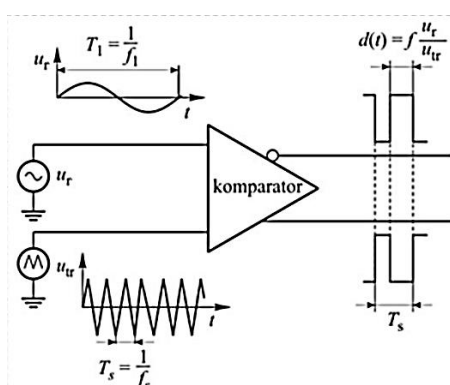 T₁ = 1/f₁
d(t) = f uᵣ/uₜᵣ
uᵣ
t
uᵣ
komparator
uₜᵣ
t
Tₛ
Tₛ = 1/fₛ